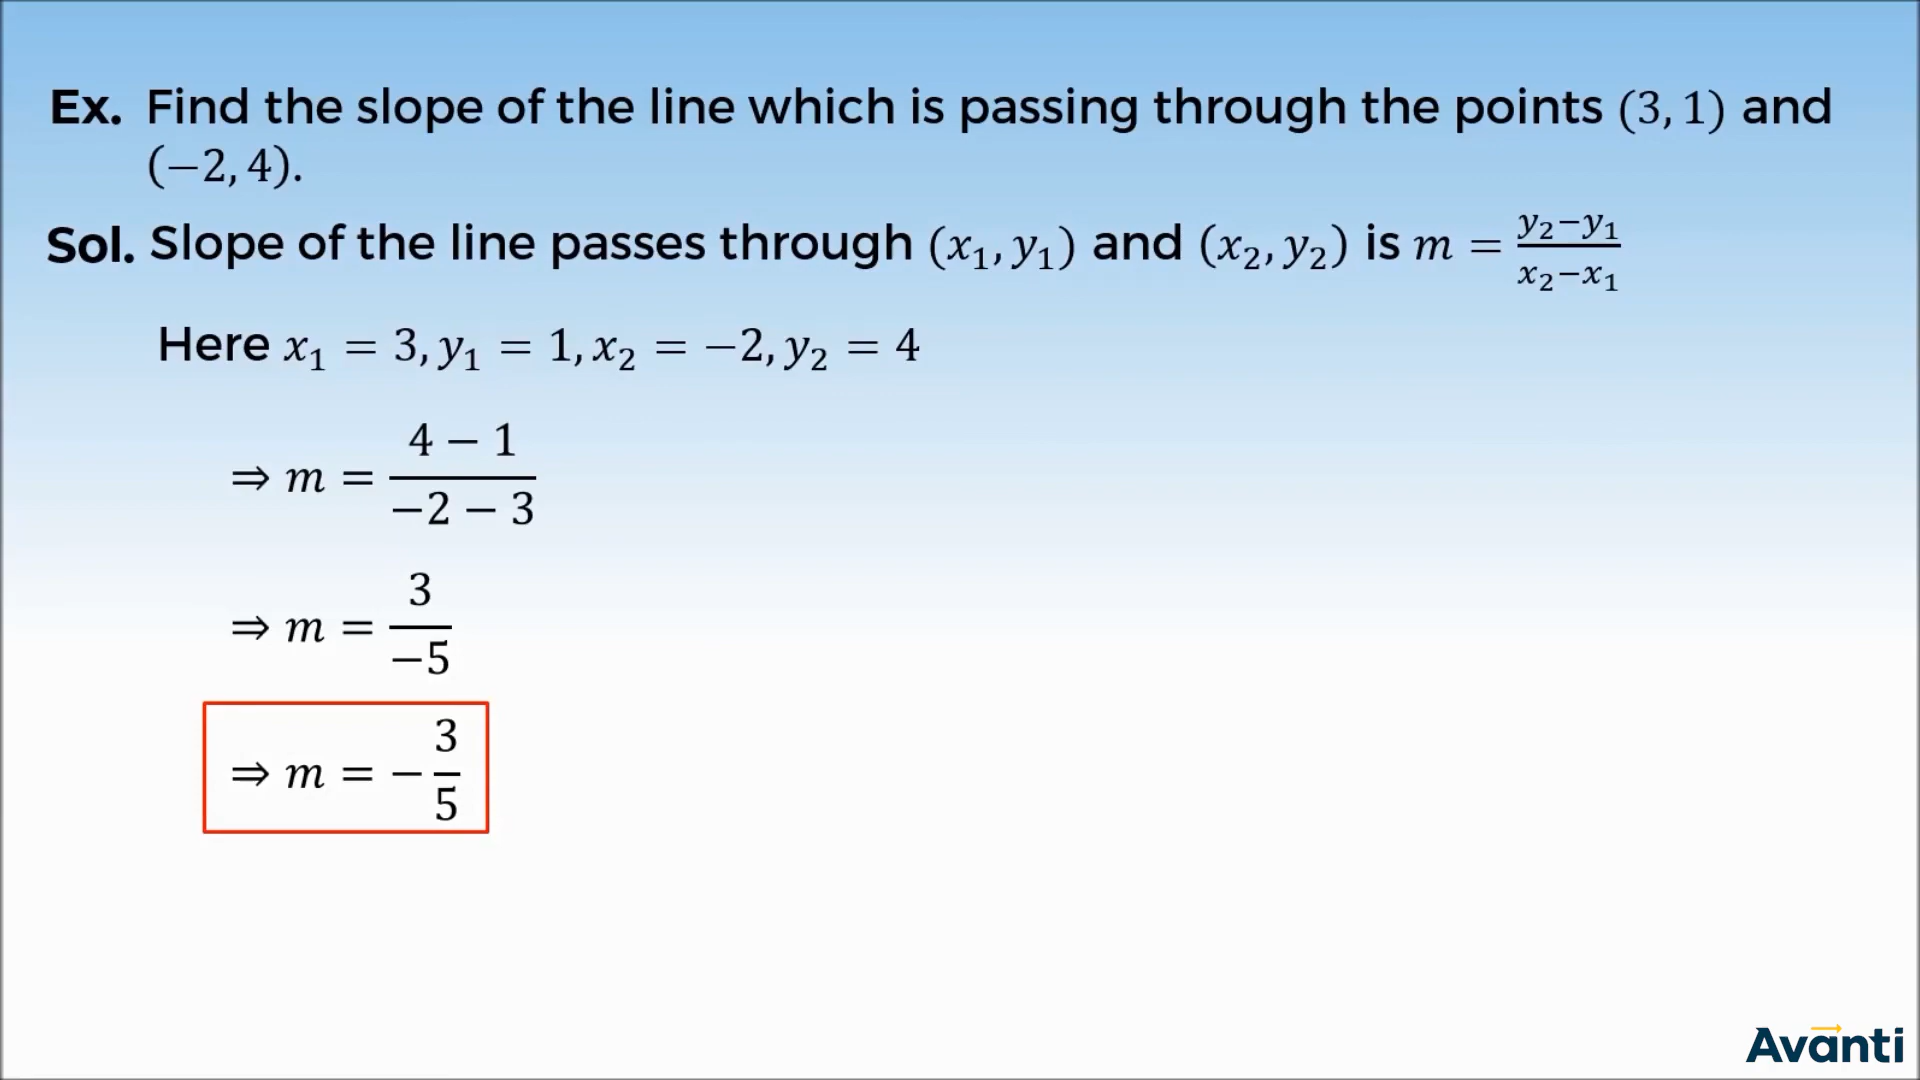 Ex. Find the slope of the line which is passing through the points (3, 1) and
(−2, 4).
Sol. Slope of the line passes through (x₁, y₁) and (x₂, y₂) is m = (y₂−y₁)/(x₂−x₁)
Here x₁ = 3, y₁ = 1, x₂ = −2, y₂ = 4
⇒ m = (4 − 1)/(−2 − 3)
⇒ m = 3/−5
⇒ m = −3/5
Avanti